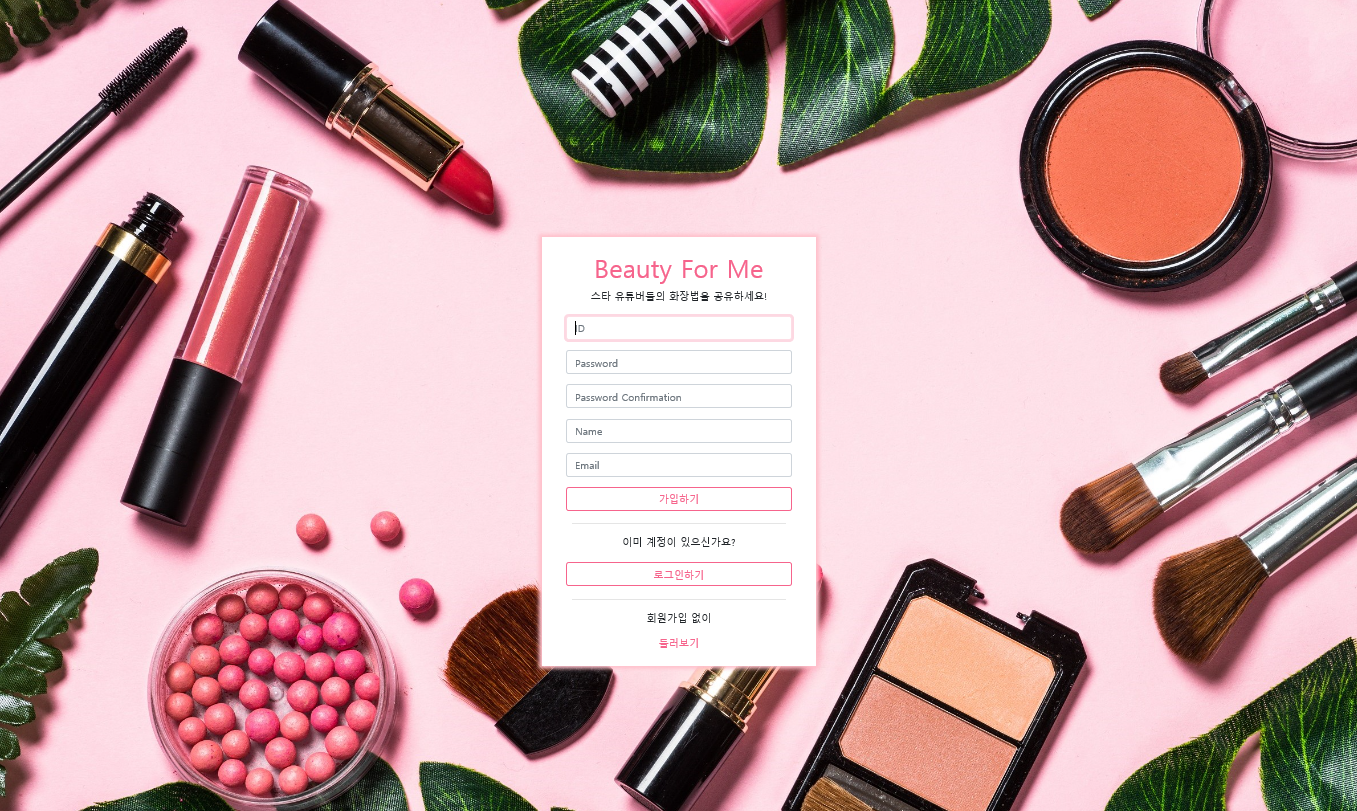 Beauty For Me
스타 유튜버들의 화장법을 공유하세요!
ID
Password
Password Confirmation
Name
Email
가입하기
이미 계정이 있으신가요?
로그인하기
회원가입 없이
둘러보기